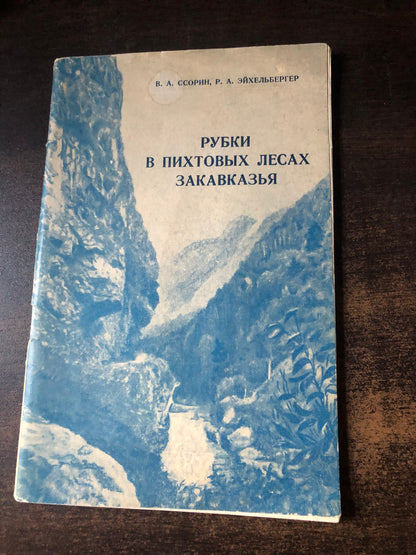 В. А. ССОРИН, Р. А. ЭЙХЕЛЬБЕРГЕР
РУБКИ
В ПИХТОВЫХ ЛЕСАХ
ЗАКАВКАЗЬЯ